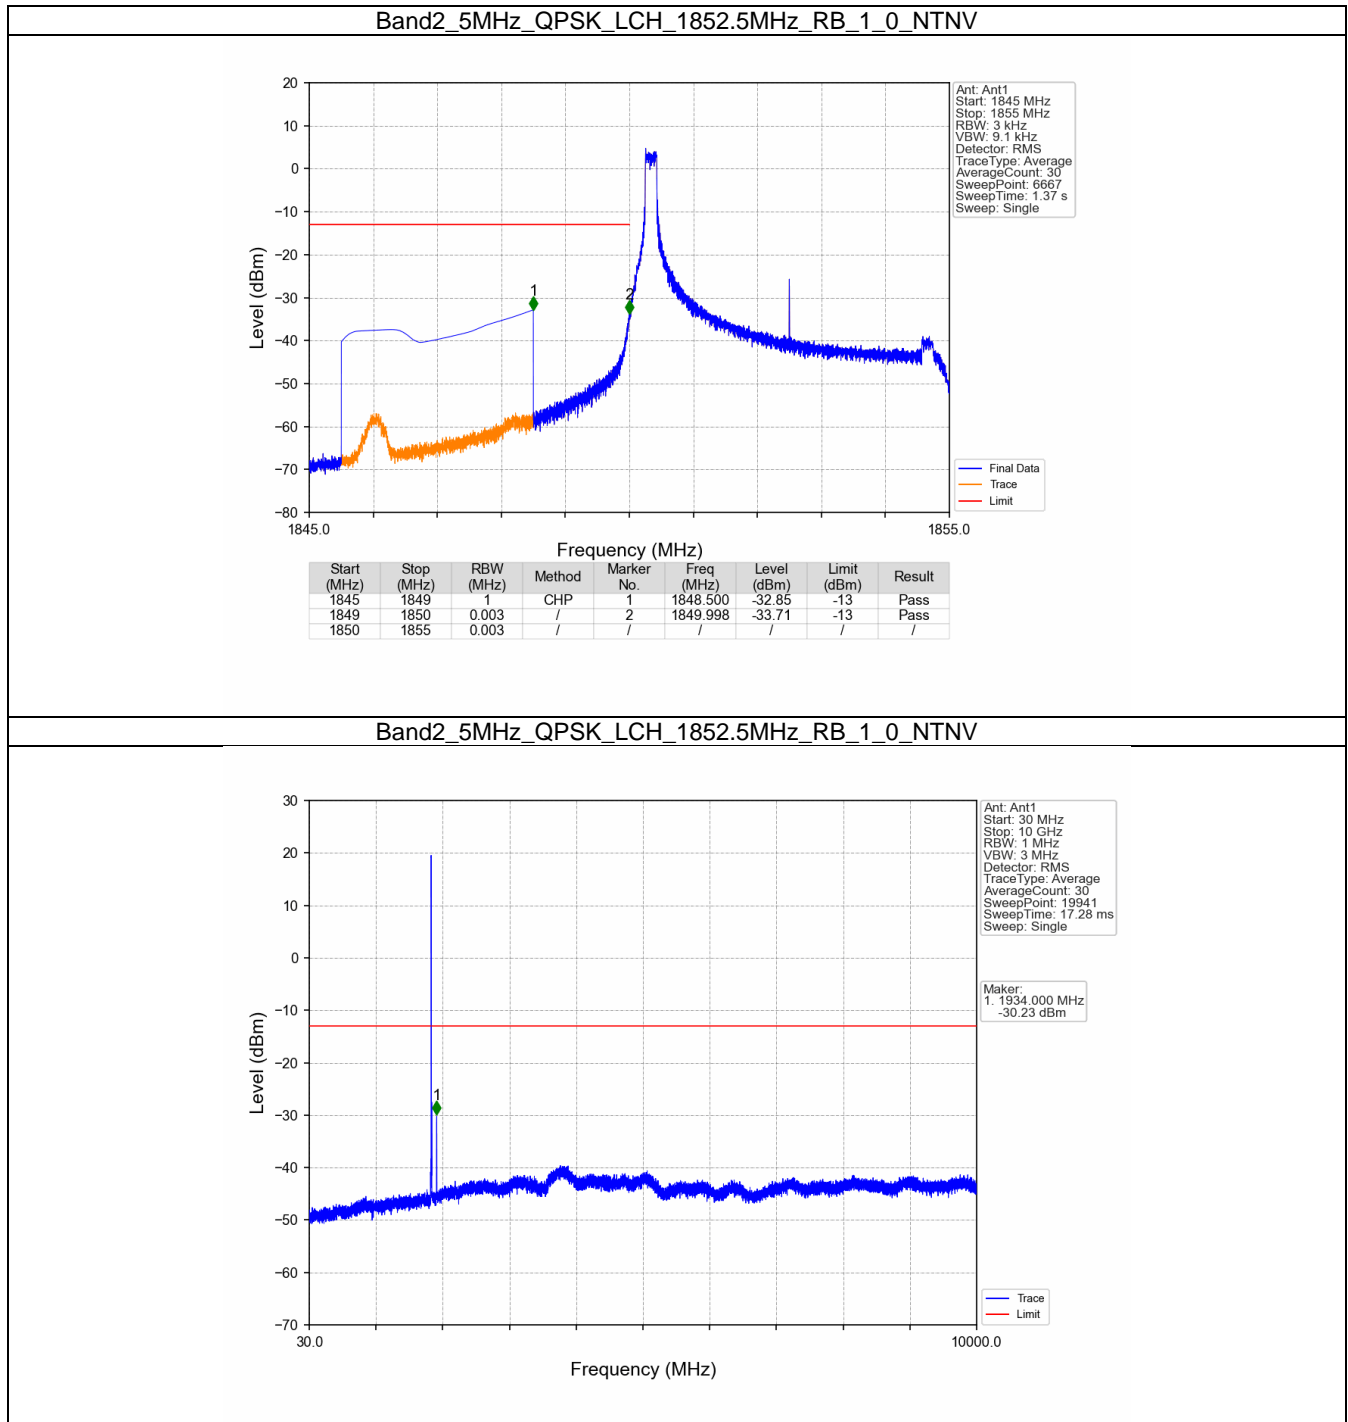 Band2_5MHz_QPSK_LCH_1852.5MHz_RB_1_0_NTNV
20
10
0
−10
−20
−30
−40
−50
−60
−70
−80
Level (dBm)
1
2
1845.0
1855.0
Frequency (MHz)
Ant: Ant1
Start: 1845 MHz
Stop: 1855 MHz
RBW: 3 kHz
VBW: 9.1 kHz
Detector: RMS
TraceType: Average
AverageCount: 30
SweepPoint: 6667
SweepTime: 1.37 s
Sweep: Single
Final Data
Trace
Limit
Start (MHz) Stop (MHz) RBW (MHz) Method Marker No. Freq (MHz) Level (dBm) Limit (dBm) Result
1845 1849 1 CHP 1 1848.500 -32.85 -13 Pass
1849 1850 0.003 / 2 1849.998 -33.71 -13 Pass
1850 1855 0.003 / / / / / /
Band2_5MHz_QPSK_LCH_1852.5MHz_RB_1_0_NTNV
30
20
10
0
−10
−20
−30
−40
−50
−60
−70
Level (dBm)
1
30.0
10000.0
Frequency (MHz)
Ant: Ant1
Start: 30 MHz
Stop: 10 GHz
RBW: 1 MHz
VBW: 3 MHz
Detector: RMS
TraceType: Average
AverageCount: 30
SweepPoint: 19941
SweepTime: 17.28 ms
Sweep: Single
Maker:
1. 1934.000 MHz
-30.23 dBm
Trace
Limit